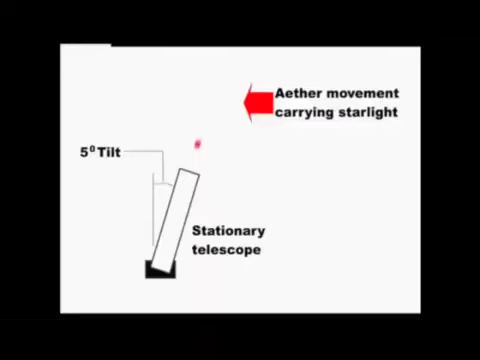 Aether movement
carrying starlight
5⁰ Tilt
Stationary
telescope